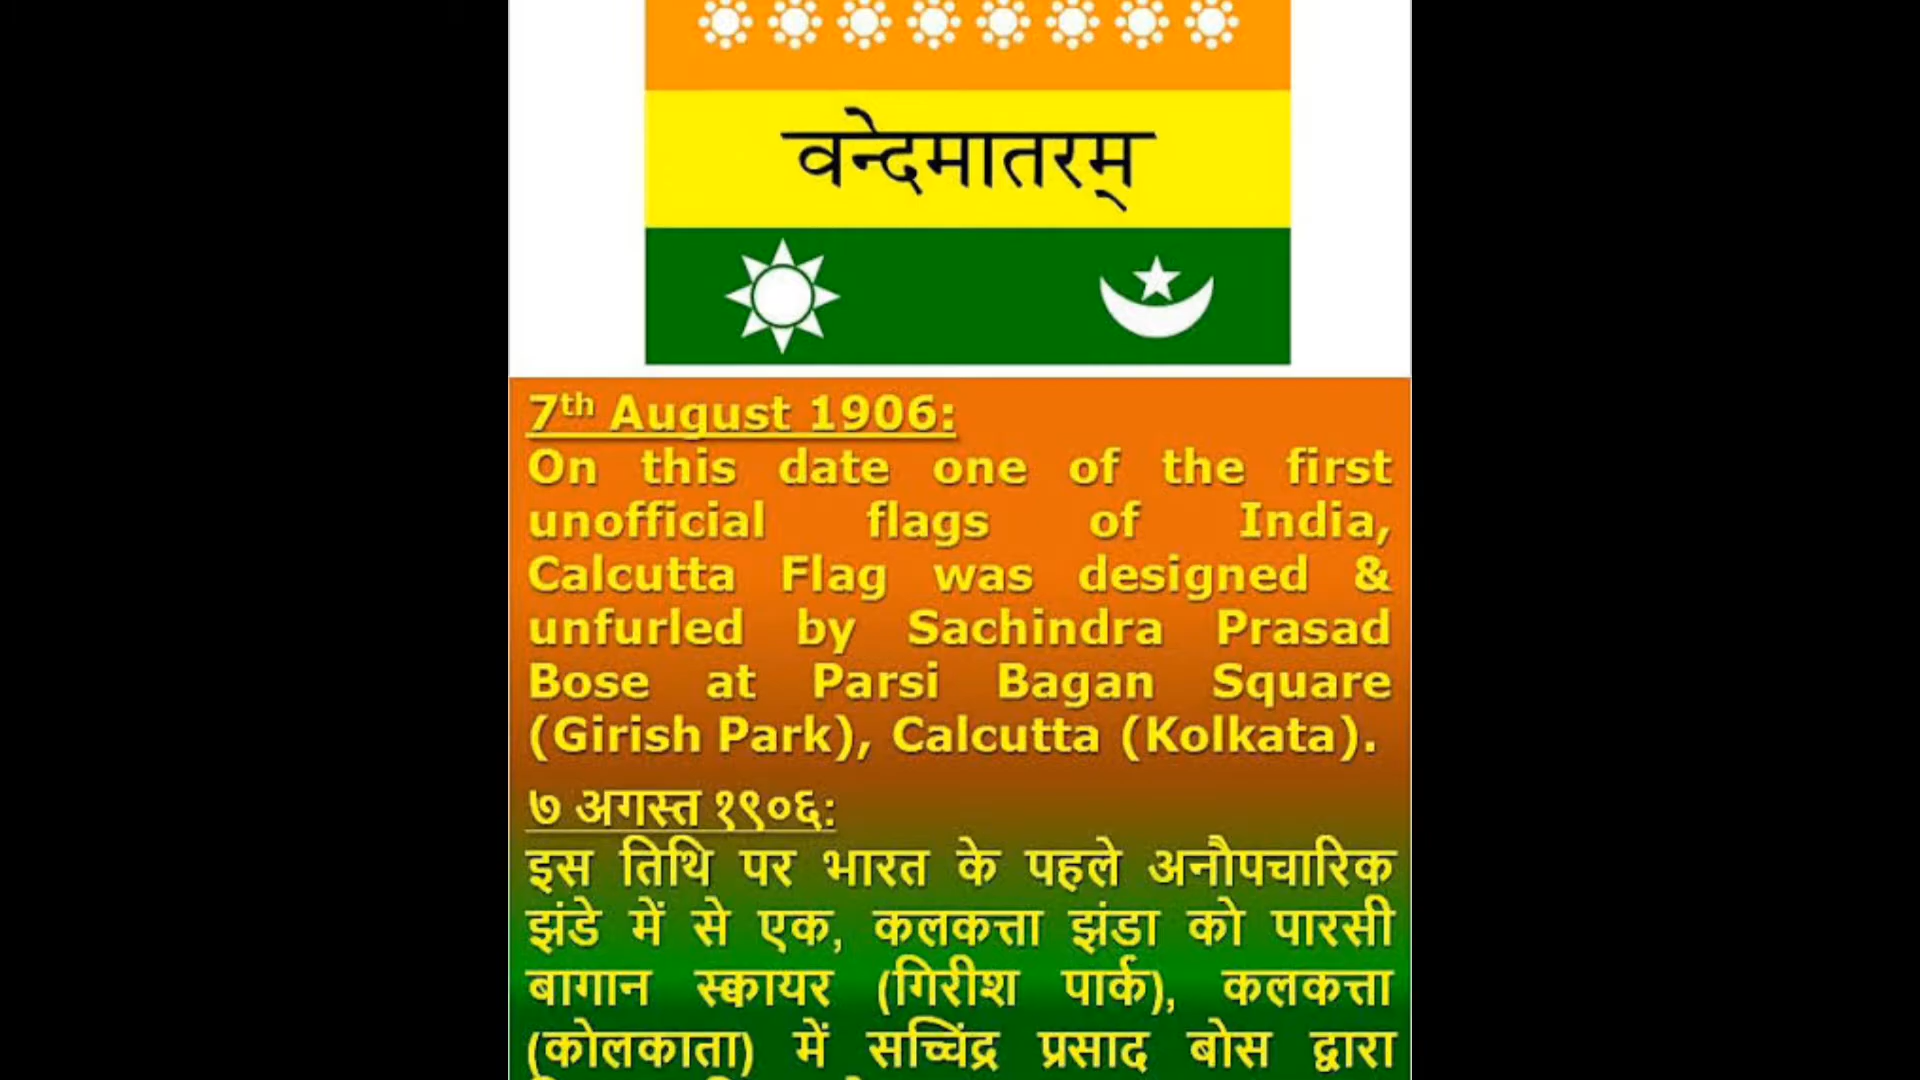 वन्देमातरम्
7th August 1906:
On this date one of the first
unofficial flags of India,
Calcutta Flag was designed &
unfurled by Sachindra Prasad
Bose at Parsi Bagan Square
(Girish Park), Calcutta (Kolkata).
७ अगस्त १९०६:
इस तिथि पर भारत के पहले अनौपचारिक
झंडे में से एक, कलकत्ता झंडा को पारसी
बागान स्क्वायर (गिरीश पार्क), कलकत्ता
(कोलकाता) में सच्चिंद्र प्रसाद बोस द्वारा